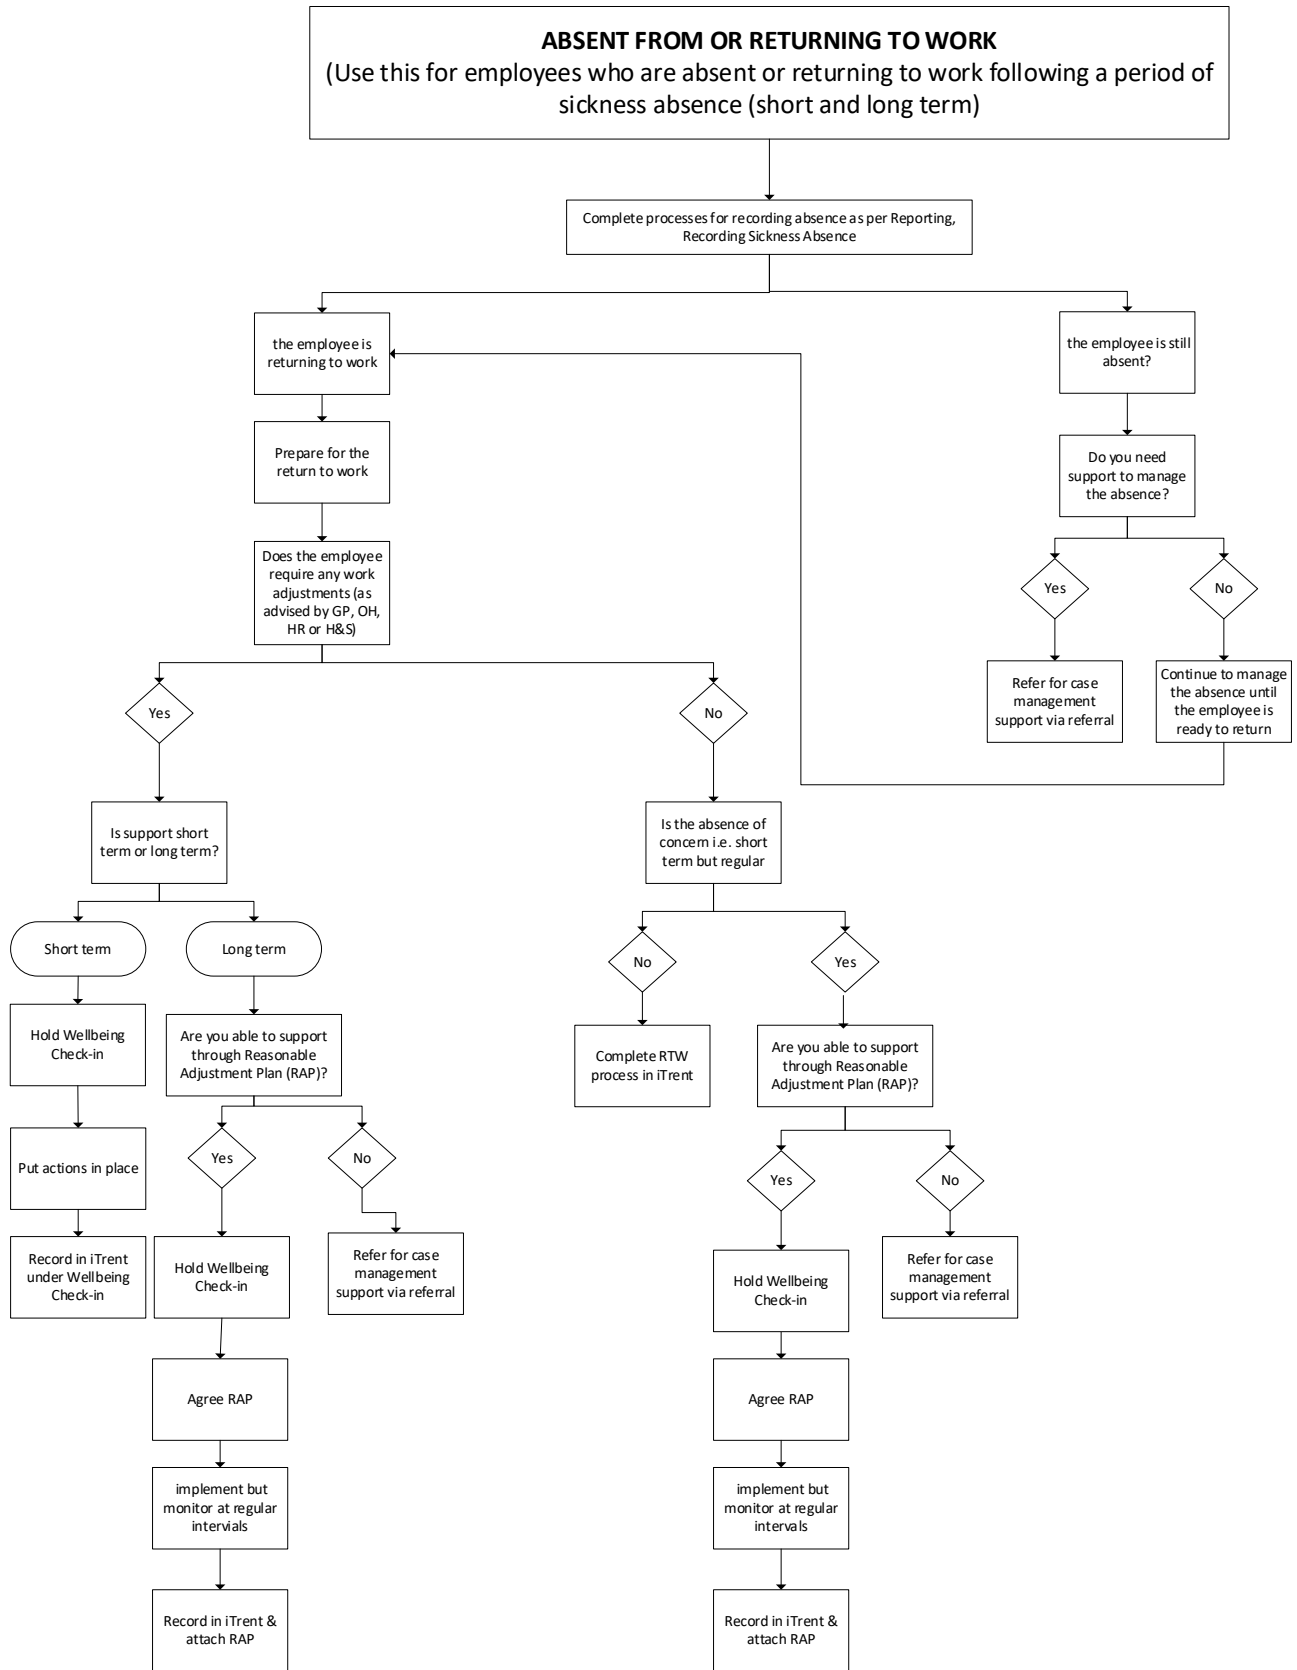 ABSENT FROM OR RETURNING TO WORK
(Use this for employees who are absent or returning to work following a period of
sickness absence (short and long term)
Complete processes for recording absence as per Reporting,
Recording Sickness Absence
the employee is
returning to work
the employee is still
absent?
Prepare for the
return to work
Do you need
support to manage
the absence?
Does the employee
require any work
adjustments (as
advised by GP, OH,
HR or H&S)
Yes
No
Refer for case
management
support via referral
Continue to manage
the absence until
the employee is
ready to return
Yes
No
Is support short
term or long term?
Is the absence of
concern i.e. short
term but regular
Short term
Long term
No
Yes
Hold Wellbeing
Check-in
Are you able to support
through Reasonable
Adjustment Plan (RAP)?
Complete RTW
process in iTrent
Are you able to support
through Reasonable
Adjustment Plan (RAP)?
Put actions in place
Yes
No
Yes
No
Record in iTrent
under Wellbeing
Check-in
Hold Wellbeing
Check-in
Refer for case
management
support via referral
Hold Wellbeing
Check-in
Refer for case
management
support via referral
Agree RAP
Agree RAP
implement but
monitor at regular
intervials
implement but
monitor at regular
intervals
Record in iTrent &
attach RAP
Record in iTrent &
attach RAP